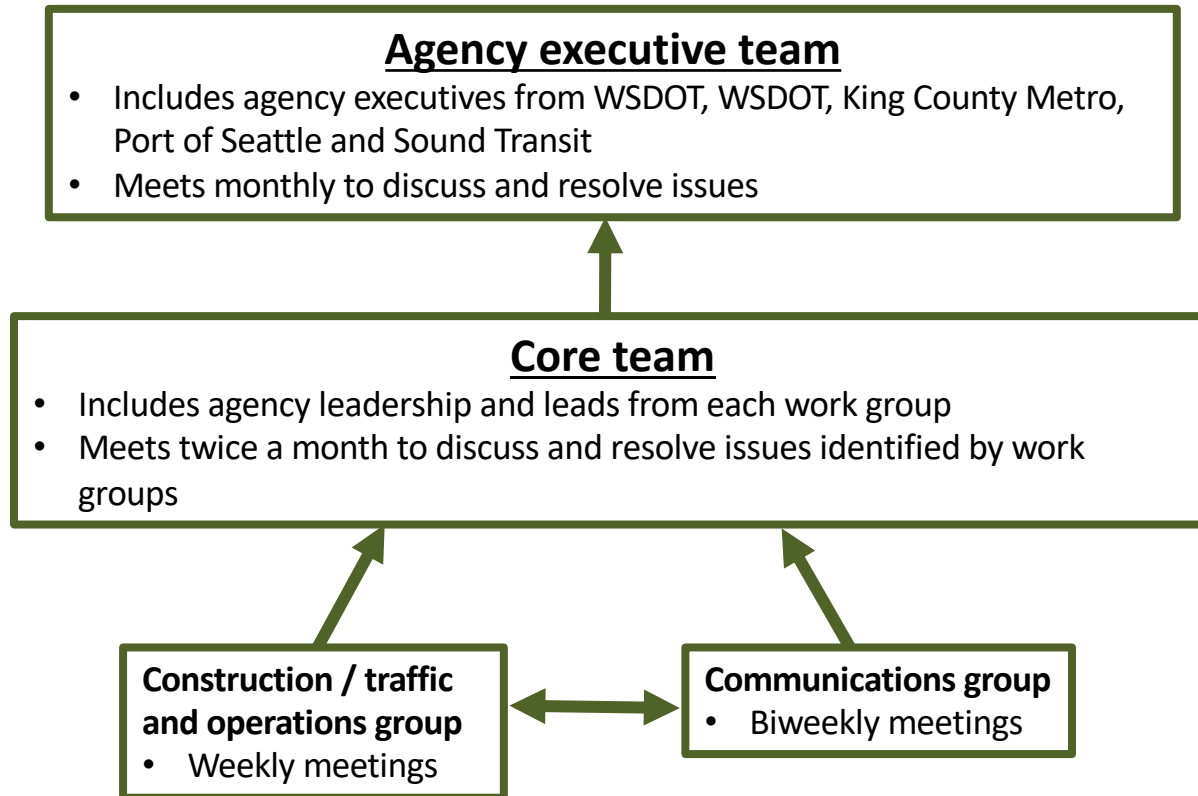 Agency executive team
• Includes agency executives from WSDOT, WSDOT, King County Metro,
Port of Seattle and Sound Transit
• Meets monthly to discuss and resolve issues
Core team
• Includes agency leadership and leads from each work group
• Meets twice a month to discuss and resolve issues identified by work
groups
Construction / traffic
and operations group
• Weekly meetings
Communications group
• Biweekly meetings